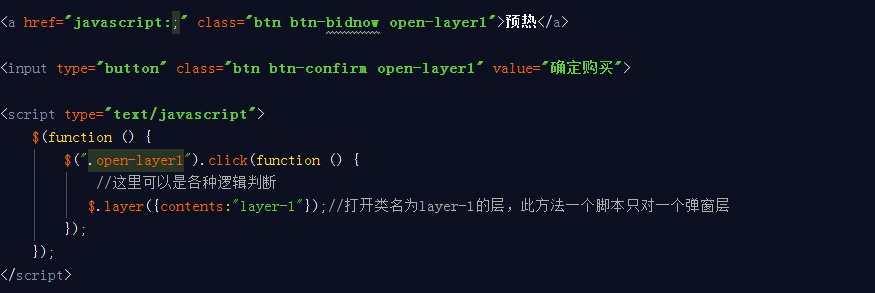 <a href="javascript:;" class="btn btn-bidnow open-layer1">预热</a>
<input type="button" class="btn btn-confirm open-layer1" value="确定购买">
<script type="text/javascript">
$(function () {
$(".open-layer1").click(function () {
//这里可以是各种逻辑判断
$.layer({contents:"layer-1"});//打开类名为layer-1的层，此方法一个脚本只对一个弹窗层
});
});
</script>